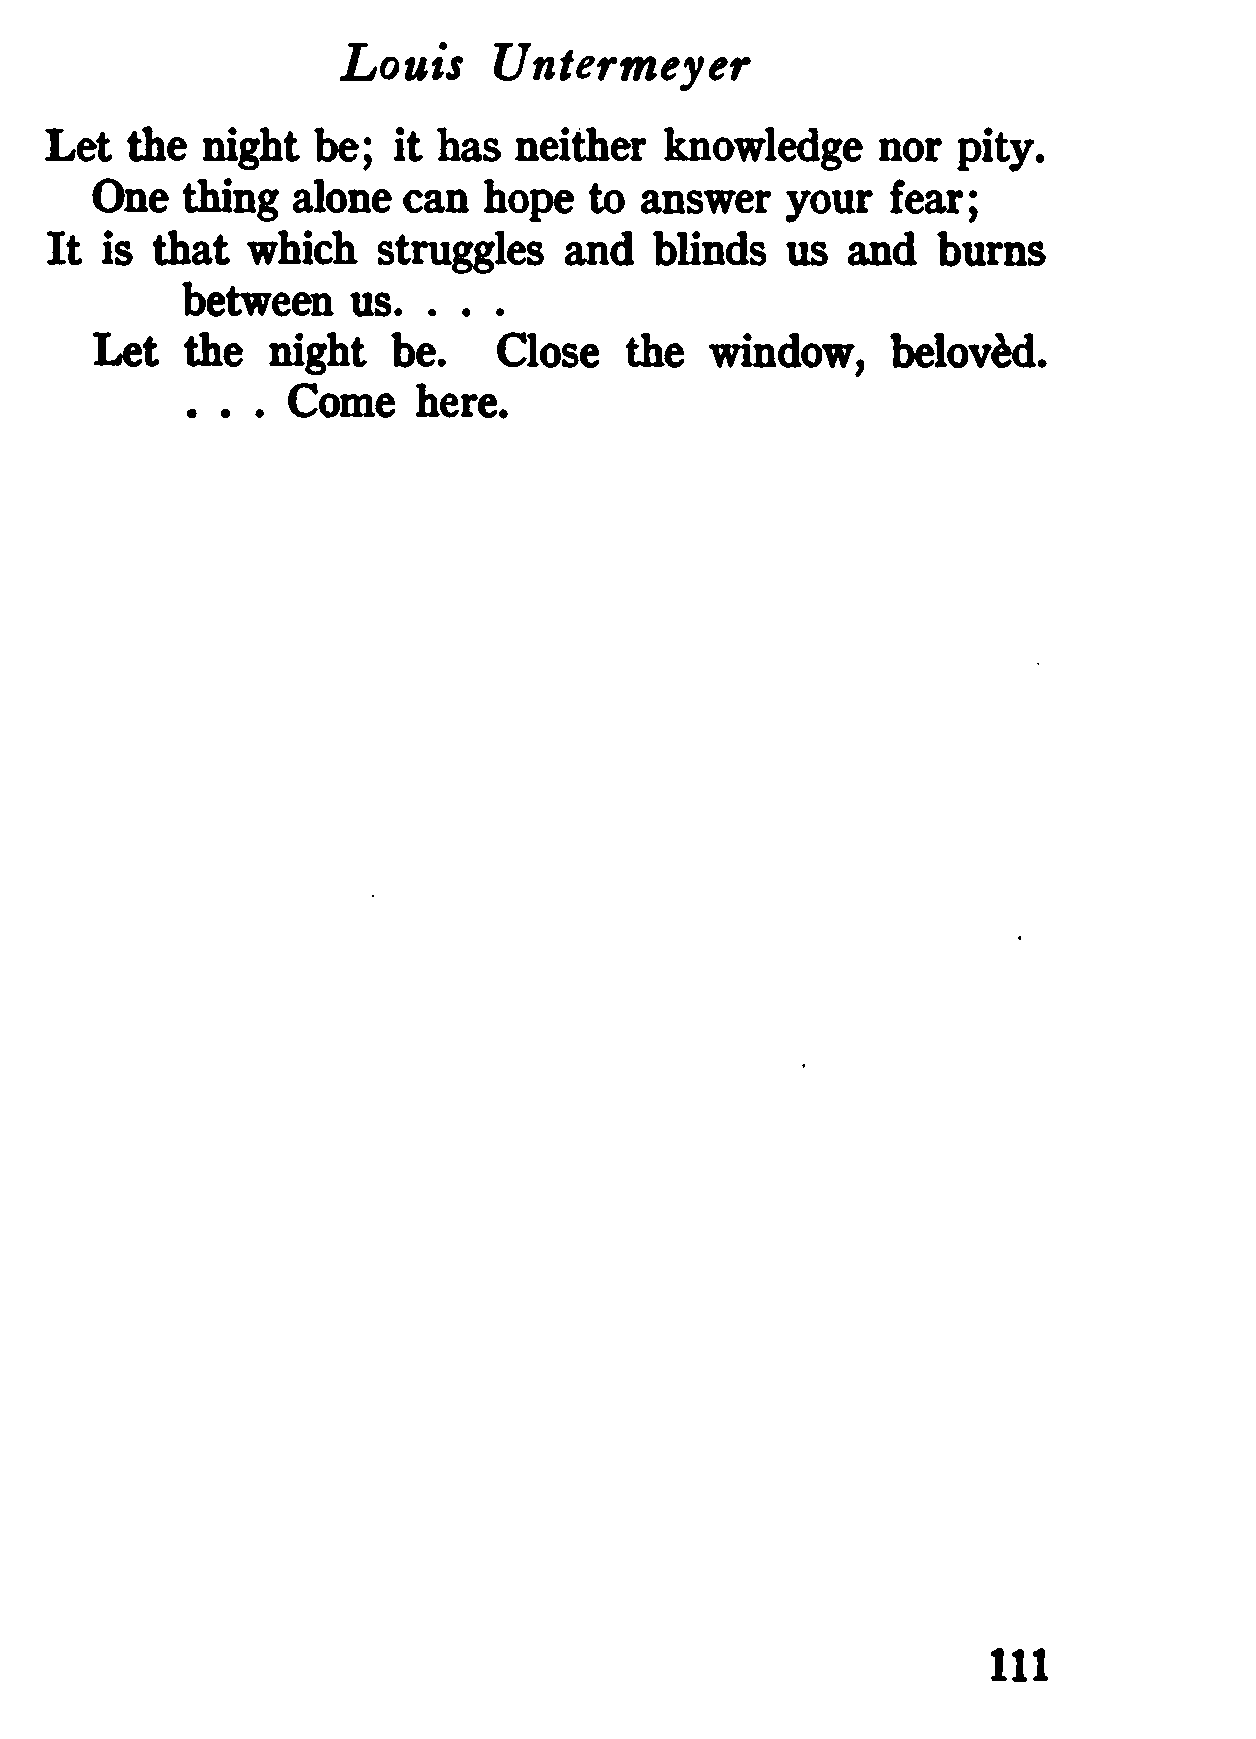 Louis Untermeyer
Let the night be; it has neither knowledge nor pity.
One thing alone can hope to answer your fear;
It is that which struggles and blinds us and burns
between us. . . .
Let the night be. Close the window, belovèd.
. . . Come here.
111